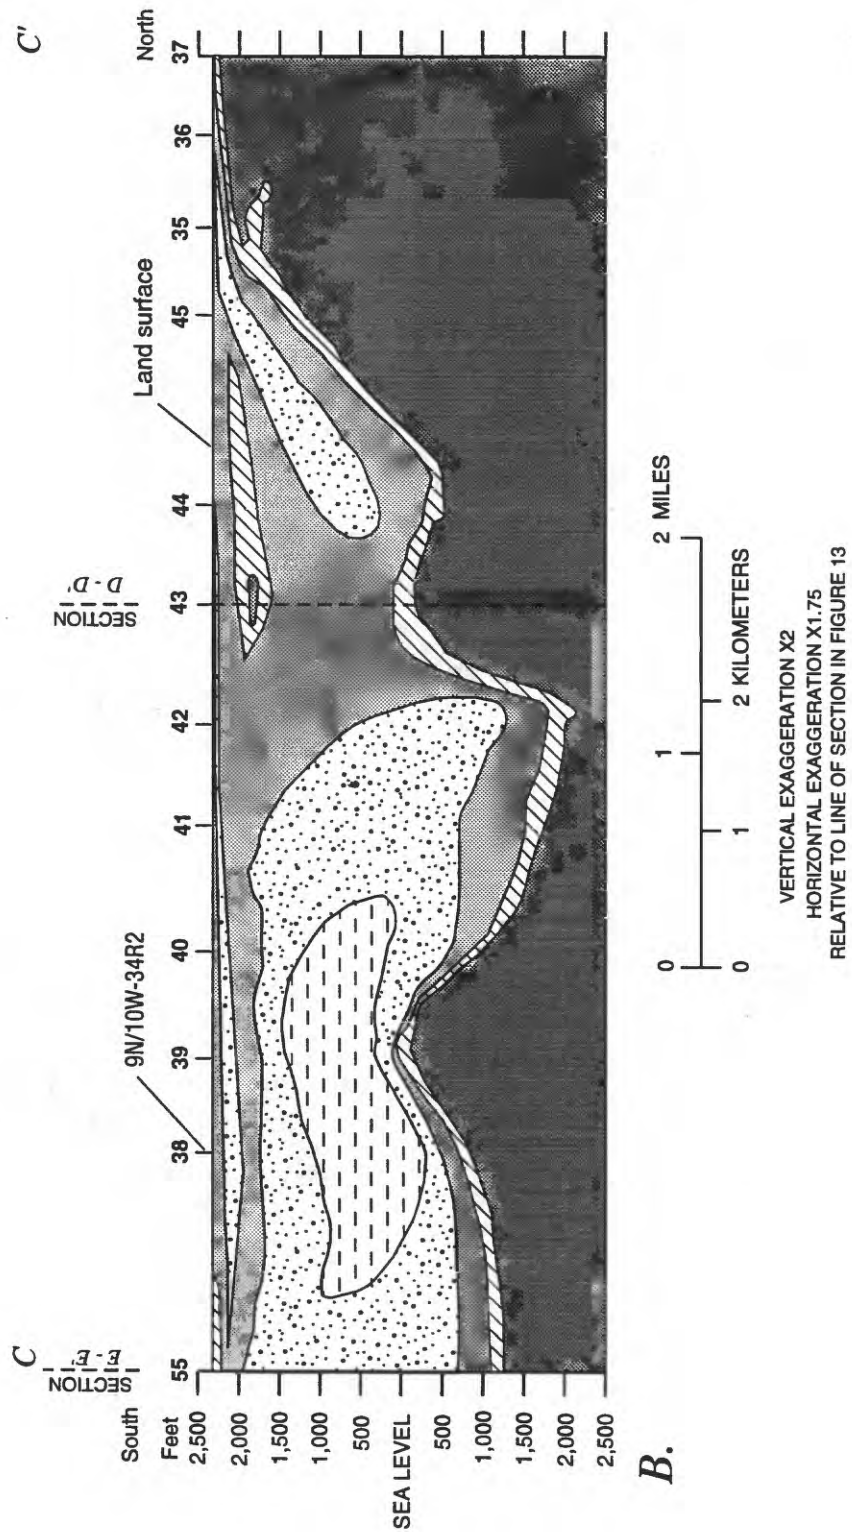 C
C'
SECTION
E - E'
SECTION
D - D'
9N/10W-34R2
Land surface
South
North
55
38
39
40
41
42
43
44
45
35
36
37
Feet
2,500
2,000
1,500
1,000
500
SEA LEVEL
500
1,000
1,500
2,000
2,500
B.
0
1
2 MILES
0
1
2 KILOMETERS
VERTICAL EXAGGERATION X2
HORIZONTAL EXAGGERATION X1.75
RELATIVE TO LINE OF SECTION IN FIGURE 13